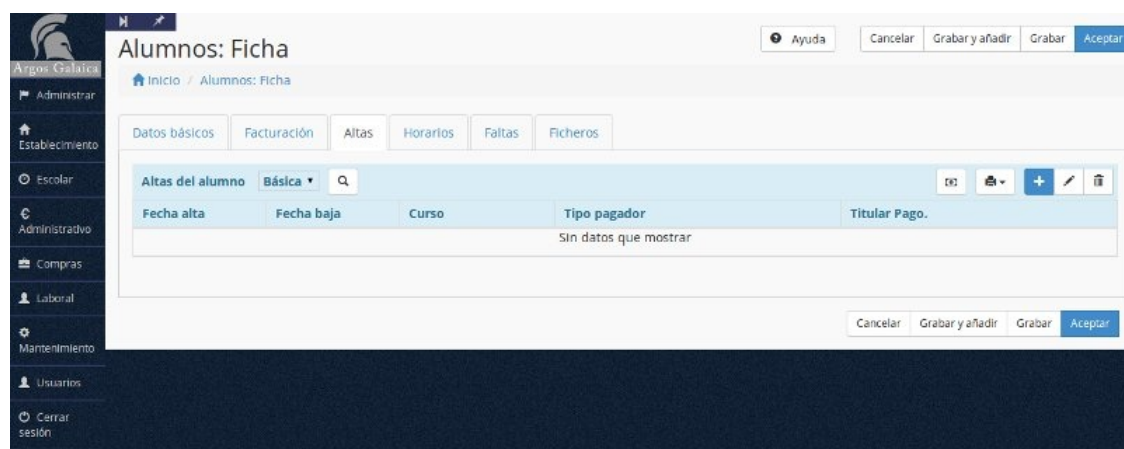 Argos Galaica
Administrar
Establecimiento
Escolar
Administrativo
Compras
Laboral
Mantenimiento
Usuarios
Cerrar
sesión
Alumnos: Ficha
Ayuda
Cancelar
Grabar y añadir
Grabar
Aceptar
Inicio / Alumnos: Ficha
Datos básicos
Facturación
Altas
Horarios
Faltas
Ficheros
Altas del alumno
Básica
Fecha alta
Fecha baja
Curso
Tipo pagador
Titular Pago.
Sin datos que mostrar
Cancelar
Grabar y añadir
Grabar
Aceptar